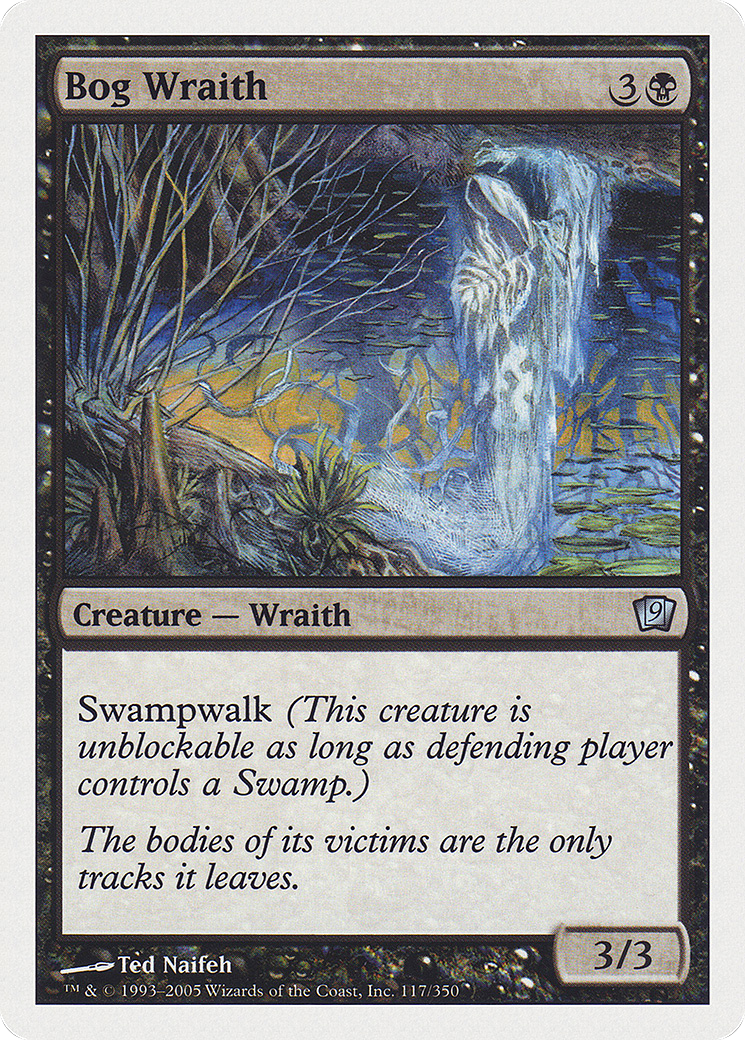 Bog Wraith 3
Creature — Wraith 9
Swampwalk (This creature is
unblockable as long as defending player
controls a Swamp.)
The bodies of its victims are the only
tracks it leaves.
3/3
Ted Naifeh
™ & © 1993–2005 Wizards of the Coast, Inc. 117/350